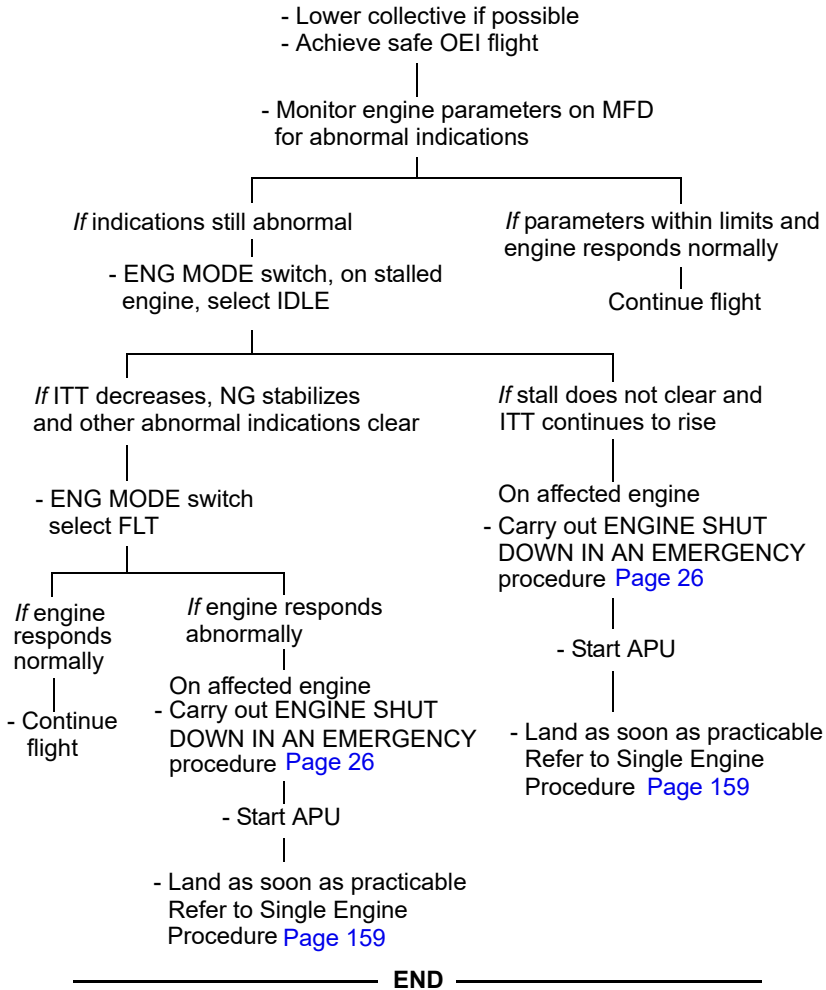 - Lower collective if possible
- Achieve safe OEI flight
- Monitor engine parameters on MFD
for abnormal indications
If indications still abnormal
- ENG MODE switch, on stalled
engine, select IDLE
If parameters within limits and
engine responds normally
Continue flight
If ITT decreases, NG stabilizes
and other abnormal indications clear
- ENG MODE switch
select FLT
If engine
responds
normally
- Continue
flight
If engine responds
abnormally
On affected engine
- Carry out ENGINE SHUT
DOWN IN AN EMERGENCY
procedure Page 26
- Start APU
- Land as soon as practicable
Refer to Single Engine
Procedure Page 159
If stall does not clear and
ITT continues to rise
On affected engine
- Carry out ENGINE SHUT
DOWN IN AN EMERGENCY
procedure Page 26
- Start APU
- Land as soon as practicable
Refer to Single Engine
Procedure Page 159
END